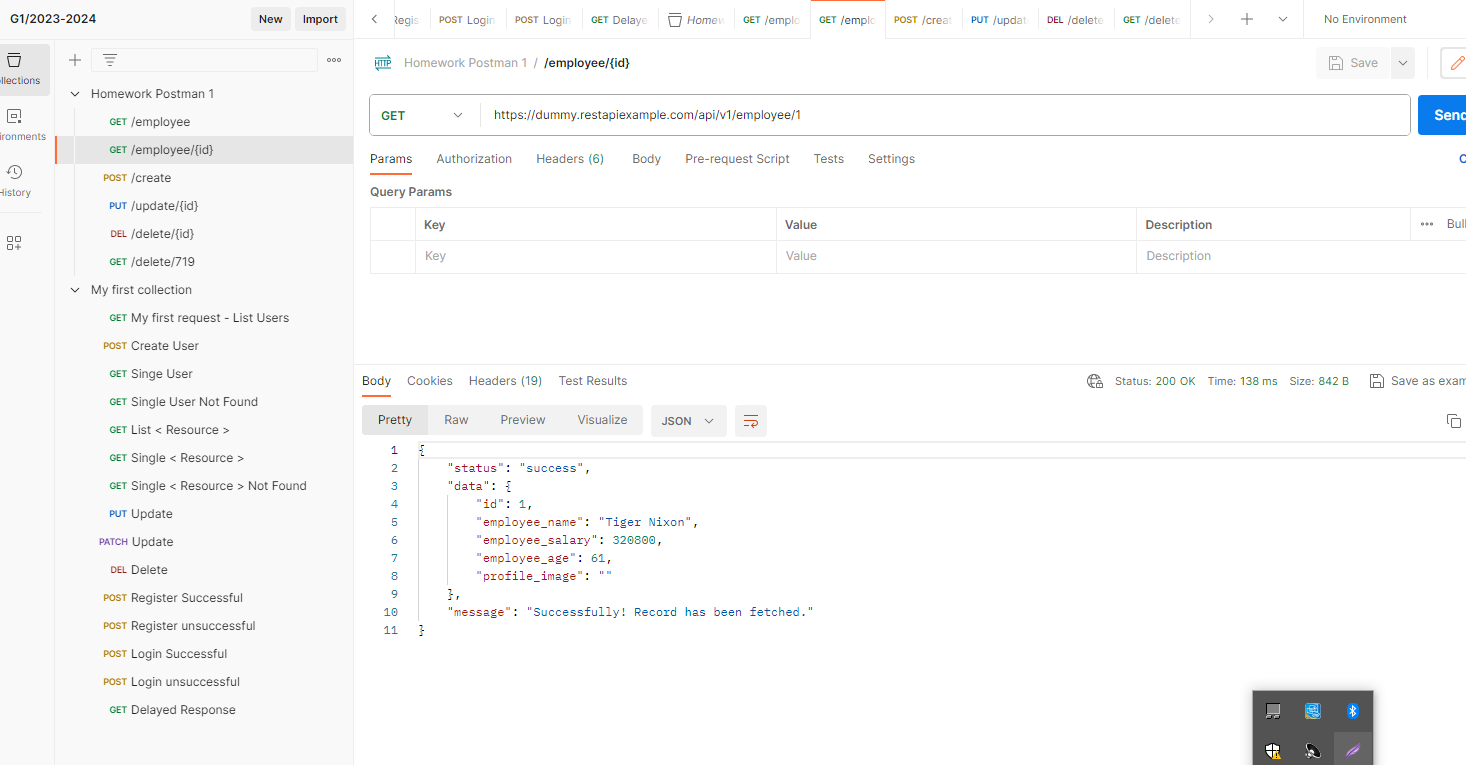 G1/2023-2024
New
Import
Regis
POST Login
POST Login
GET Delaye
Homew
GET /emplo
GET /emplo
POST /creat
PUT /updat
DEL /delete
GET /delete
No Environment
llections
ironments
History
Homework Postman 1
GET /employee
GET /employee/{id}
POST /create
PUT /update/{id}
DEL /delete/{id}
GET /delete/719
My first collection
GET My first request - List Users
POST Create User
GET Singe User
GET Single User Not Found
GET List < Resource >
GET Single < Resource >
GET Single < Resource > Not Found
PUT Update
PATCH Update
DEL Delete
POST Register Successful
POST Register unsuccessful
POST Login Successful
POST Login unsuccessful
GET Delayed Response
HTTP
Homework Postman 1 / /employee/{id}
Save
GET
https://dummy.restapiexample.com/api/v1/employee/1
Send
Params Authorization Headers (6) Body Pre-request Script Tests Settings
Query Params
Key Value Description Bul
Key Value Description
Body Cookies Headers (19) Test Results
Status: 200 OK Time: 138 ms Size: 842 B Save as exam
Pretty Raw Preview Visualize JSON
1 {
2 "status": "success",
3 "data": {
4 "id": 1,
5 "employee_name": "Tiger Nixon",
6 "employee_salary": 320800,
7 "employee_age": 61,
8 "profile_image": ""
9 },
10 "message": "Successfully! Record has been fetched."
11 }